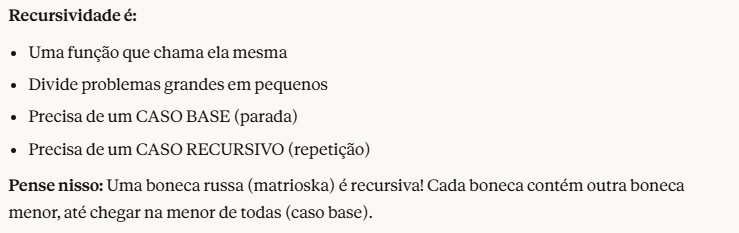 Recursividade é:
• Uma função que chama ela mesma
• Divide problemas grandes em pequenos
• Precisa de um CASO BASE (parada)
• Precisa de um CASO RECURSIVO (repetição)
Pense nisso: Uma boneca russa (matrioska) é recursiva! Cada boneca contém outra boneca
menor, até chegar na menor de todas (caso base).